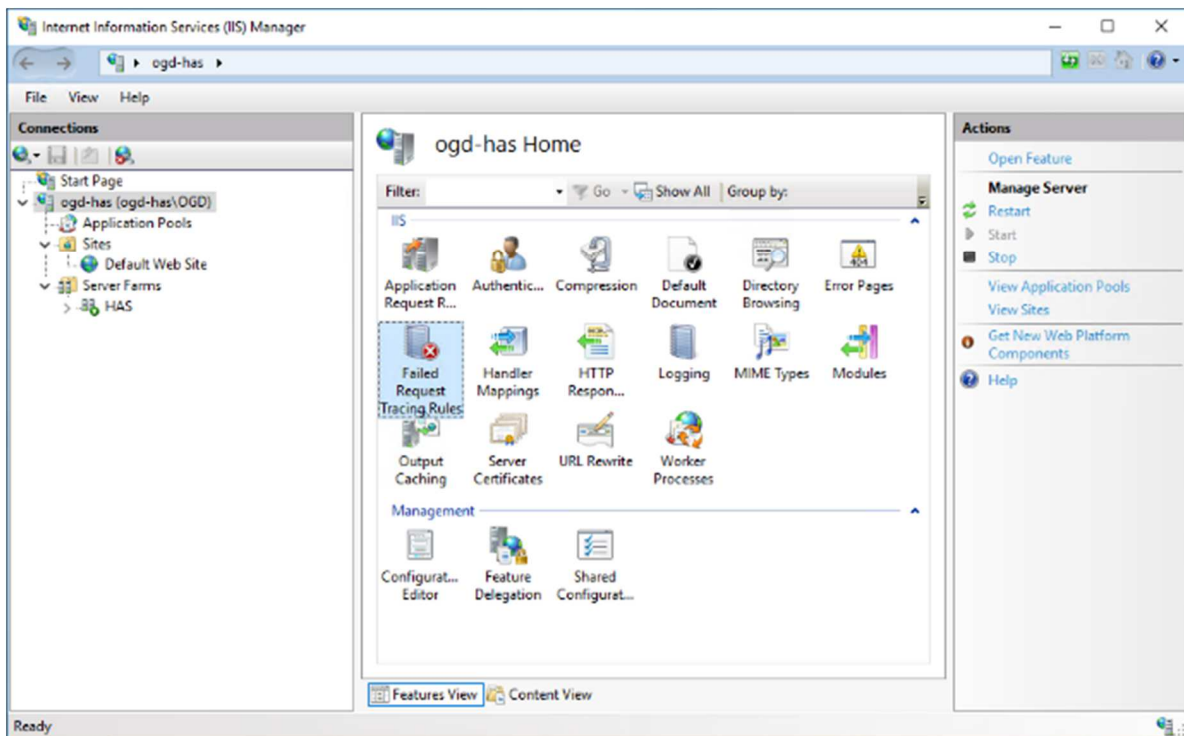 Internet Information Services (IIS) Manager
ogd-has
File View Help
Connections
Start Page
ogd-has (ogd-has\OGD)
Application Pools
Sites
Default Web Site
Server Farms
HAS
ogd-has Home
Filter: Go Show All Group by:
IIS
Application Request R...
Authentic...
Compression
Default Document
Directory Browsing
Error Pages
404
Failed Request Tracing Rules
Handler Mappings
HTTP Respon...
Logging
MIME Types
Modules
Output Caching
Server Certificates
URL Rewrite
Worker Processes
Management
Configurat... Editor
Feature Delegation
Shared Configurat...
Features View Content View
Actions
Open Feature
Manage Server
Restart
Start
Stop
View Application Pools
View Sites
Get New Web Platform
Components
Help
Ready